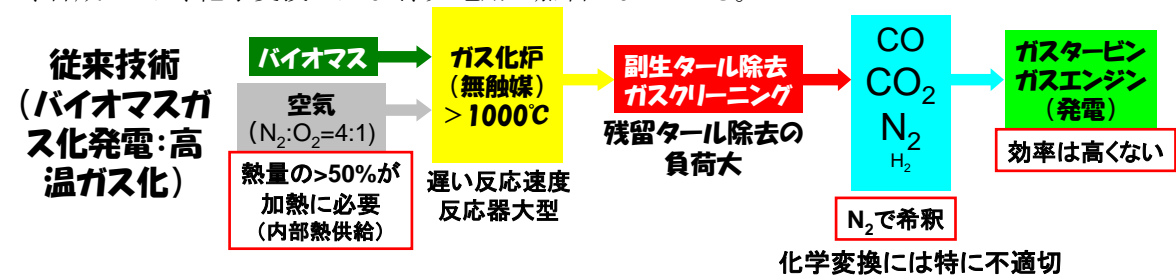 従来技術
（バイオマスガ
ス化発電：高
温ガス化）
バイオマス
空気
（N₂:O₂=4:1）
熱量の>50%が
加熱に必要
（内部熱供給）
ガス化炉
（無触媒）
>1000℃
遅い反応速度
反応器大型
副生タール除去
ガスクリーニング
残留タール除去の
負荷大
CO
CO₂
N₂
H₂
N₂で希釈
化学変換には特に不適切
ガスタービン
ガスエンジン
（発電）
効率は高くない